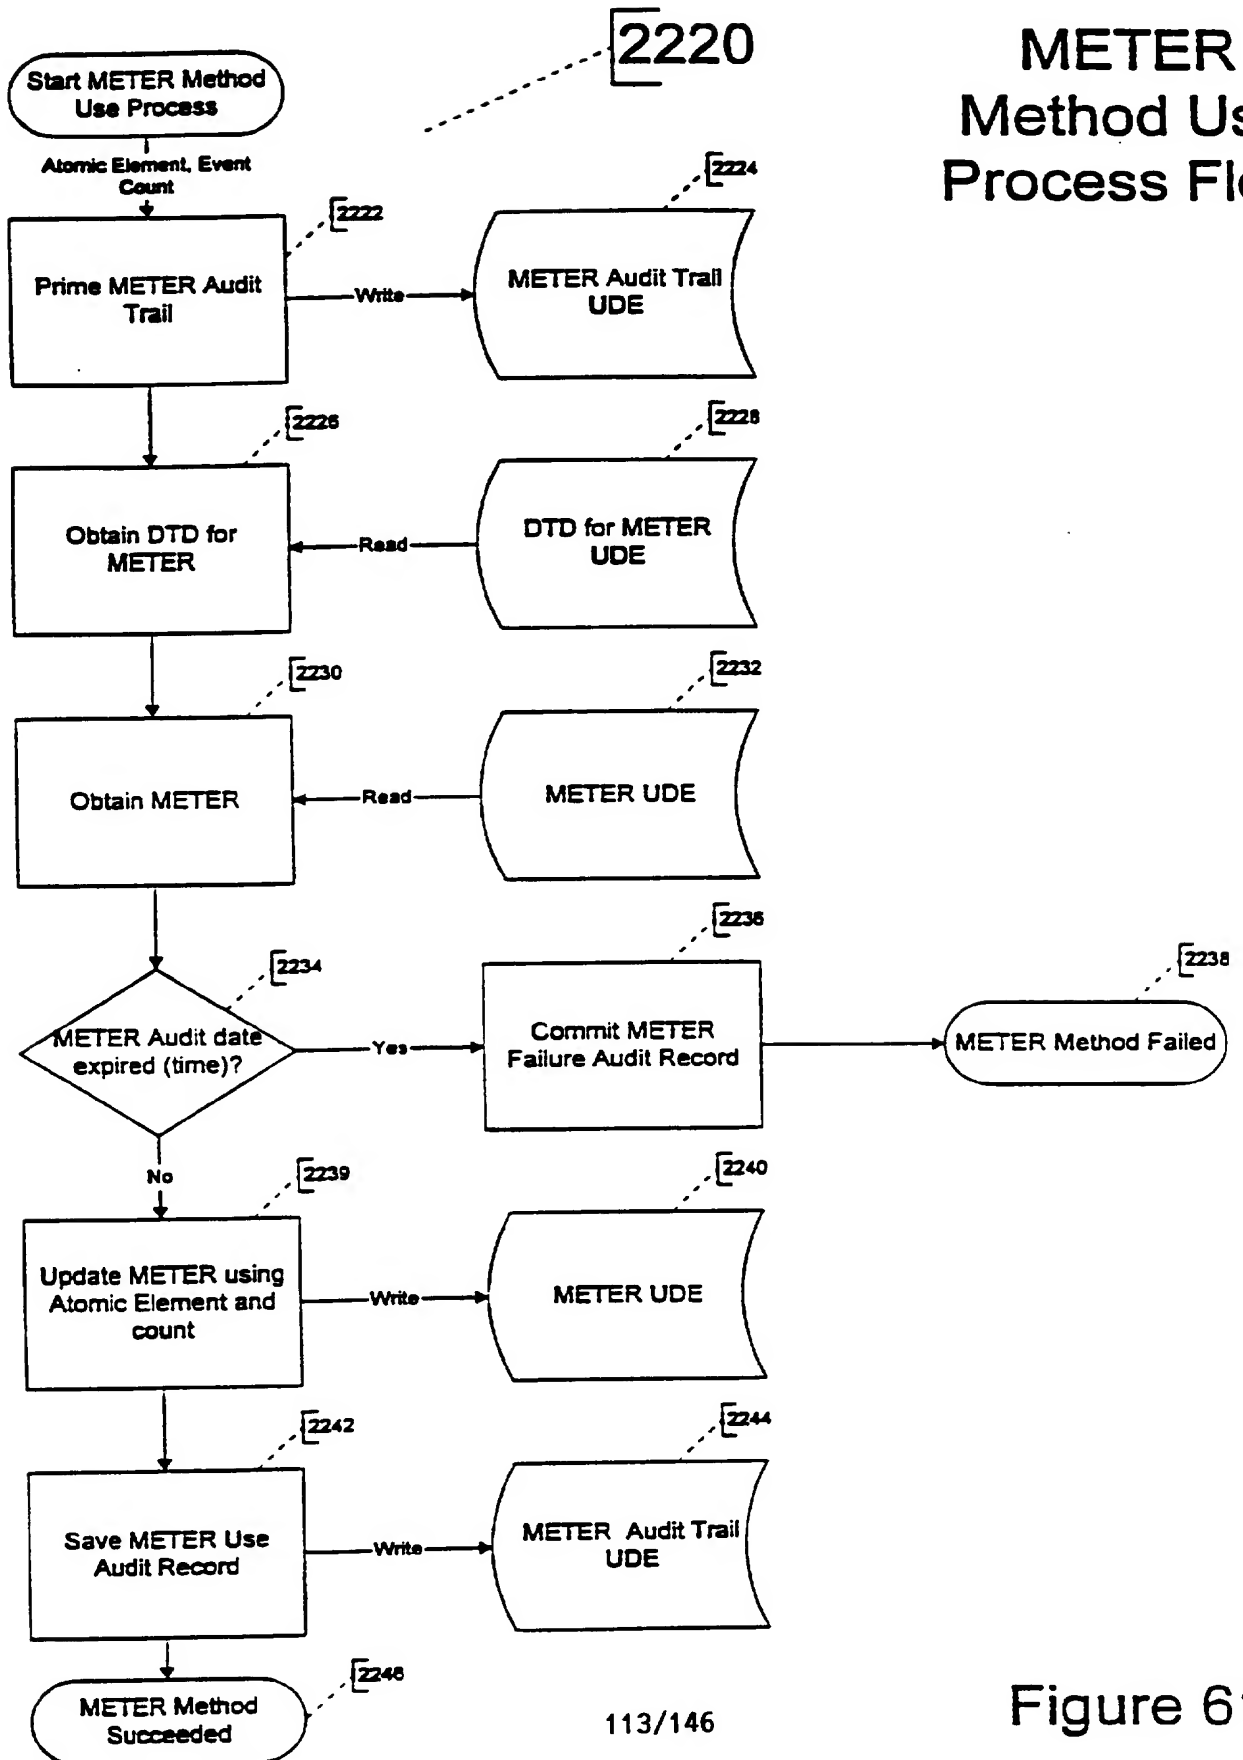 2220
METER
Method Us
Process Flo
Start METER Method
Use Process
Atomic Element, Event
Count
2222
2224
Prime METER Audit
Trail
Write
METER Audit Trail
UDE
2226
2228
Obtain DTD for
METER
Read
DTD for METER
UDE
2230
2232
Obtain METER
Read
METER UDE
2234
2236
2238
METER Audit date
expired (time)?
Yes
Commit METER
Failure Audit Record
METER Method Failed
No
2239
2240
Update METER using
Atomic Element and
count
Write
METER UDE
2242
2244
Save METER Use
Audit Record
Write
METER Audit Trail
UDE
2246
METER Method
Succeeded
113/146
Figure 61